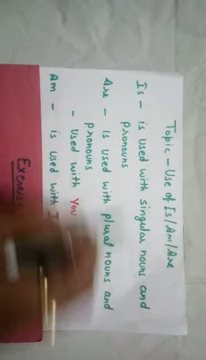 Topic - Use of Is/Am/Are
Is - is used with singular nouns and
pronouns
Are - Is used with plural nouns and
pronouns
- Used with You
Am - is used with I
Exercise